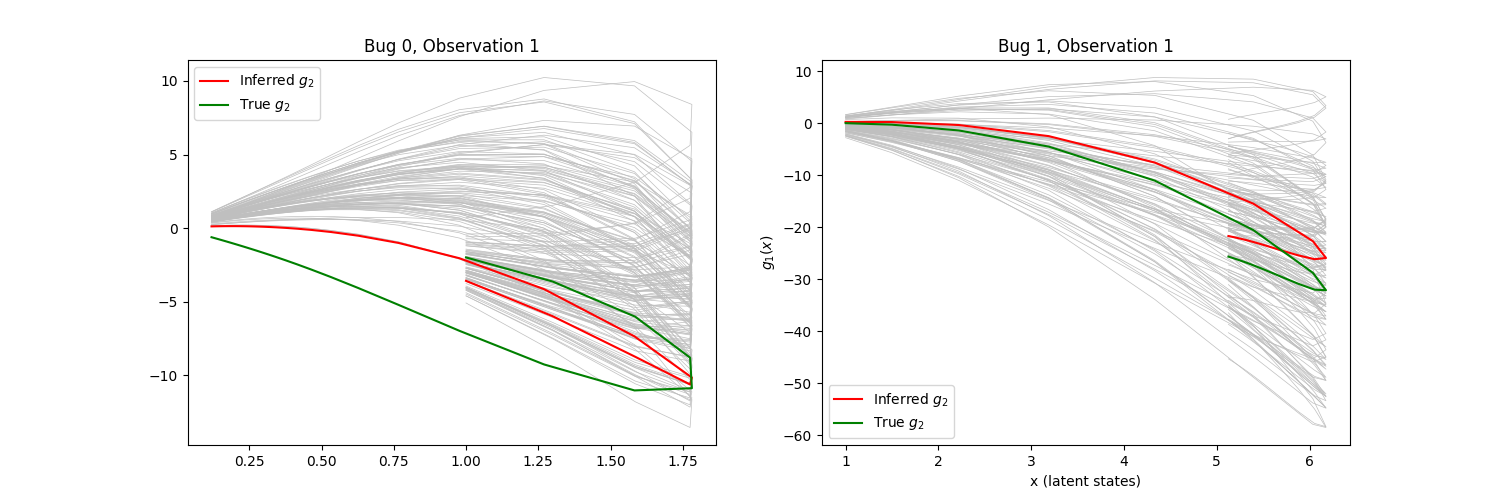 Bug 0, Observation 1
Inferred g₂
True g₂
10
5
0
−5
−10
0.25 0.50 0.75 1.00 1.25 1.50 1.75
Bug 1, Observation 1
10
0
−10
−20
−30
−40
−50
−60
g₁(x)
Inferred g₂
True g₂
1 2 3 4 5 6
x (latent states)